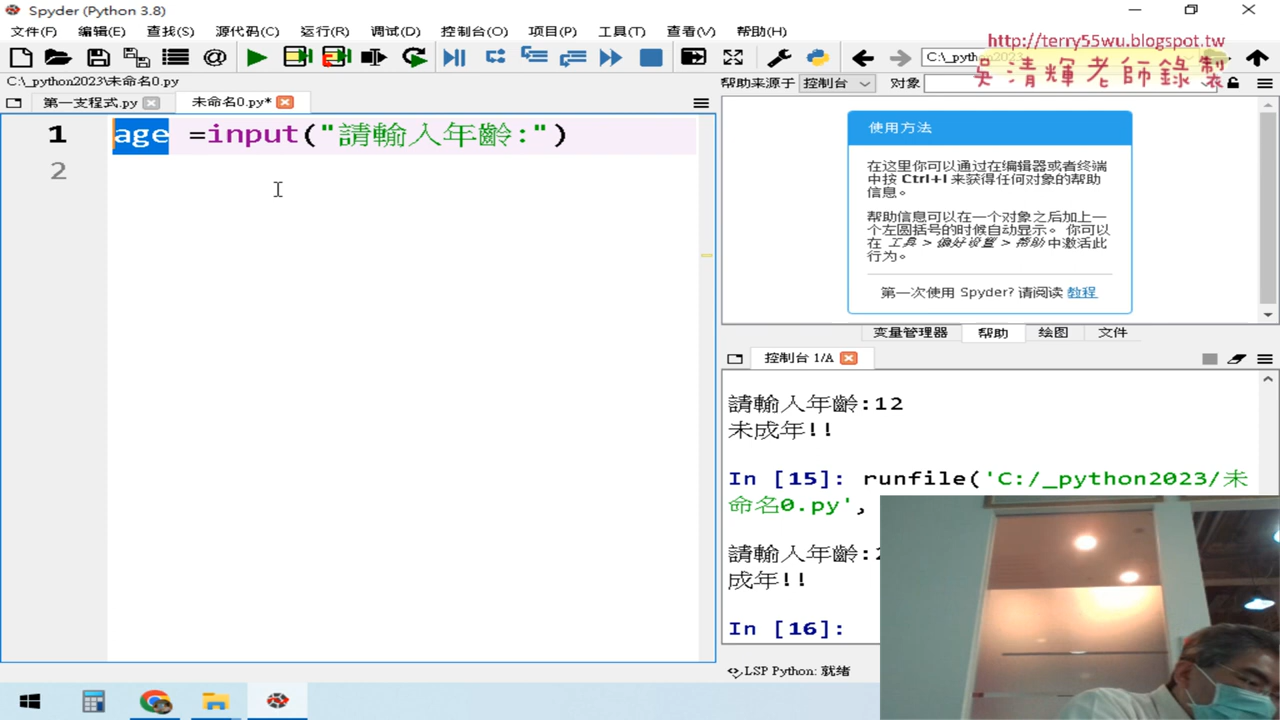 Spyder (Python 3.8)
文件(F) 编辑(E) 查找(S) 源代码(C) 运行(R) 调试(D) 控制台(O) 项目(P) 工具(T) 查看(V) 帮助(H)
http://terry55wu.blogspot.tw
吳清輝老師錄製
C:\_pytho
C:\_python2023\未命名0.py
帮助来源于 控制台 对象
第一支程式.py 未命名0.py*
1 age =input("請輸入年齡:")
2
使用方法
在这里你可以通过在编辑器或者终端
中按 Ctrl+I 来获得任何对象的帮助
信息。
帮助信息可以在一个对象之后加上一
个左圆括号的时候自动显示。 你可以
在 工具 > 偏好设置 > 帮助 中激活此
行为。
第一次使用 Spyder? 请阅读 教程
变量管理器 帮助 绘图 文件
控制台 1/A
請輸入年齡:12
未成年!!
In [15]: runfile('C:/_python2023/未
命名0.py',
請輸入年齡:
成年!!
In [16]:
LSP Python: 就绪